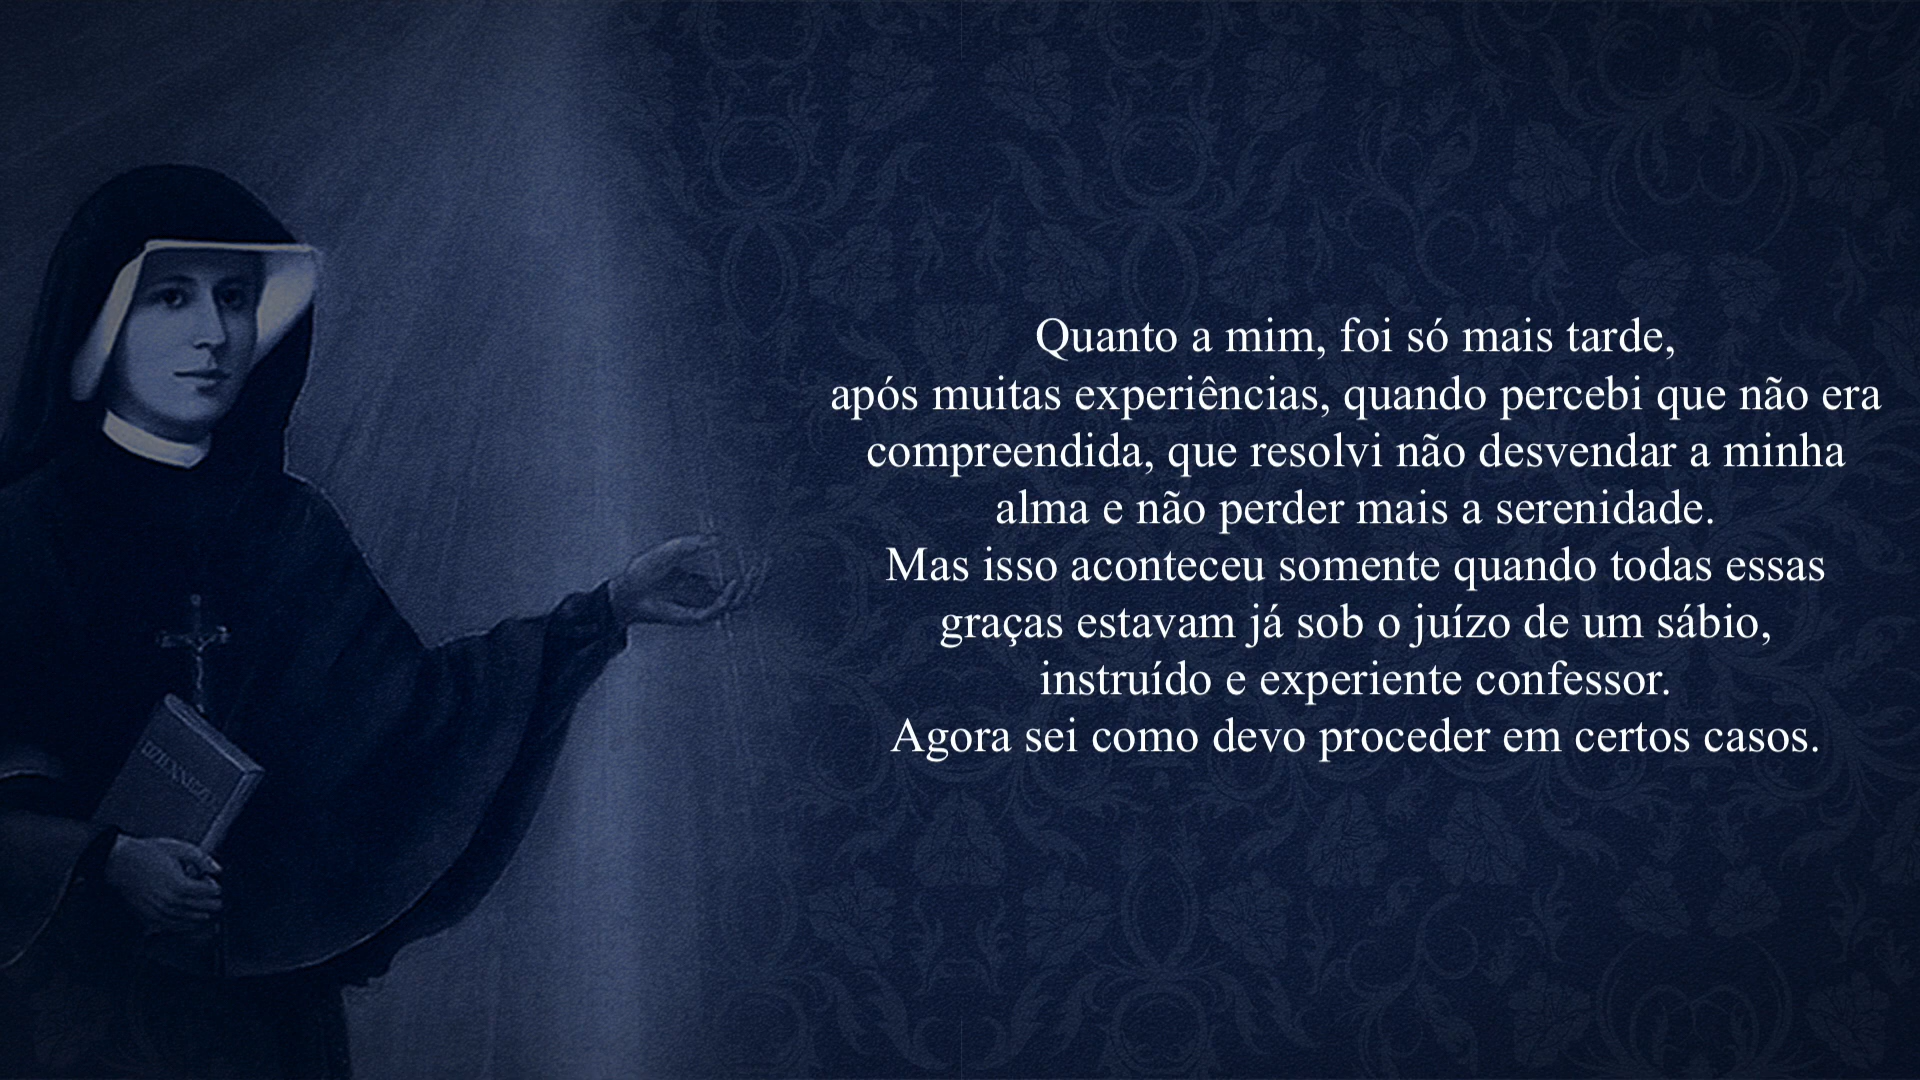 Quanto a mim, foi só mais tarde,
após muitas experiências, quando percebi que não era
compreendida, que resolvi não desvendar a minha
alma e não perder mais a serenidade.
Mas isso aconteceu somente quando todas essas
graças estavam já sob o juízo de um sábio,
instruído e experiente confessor.
Agora sei como devo proceder em certos casos.
DZIENNICZEK